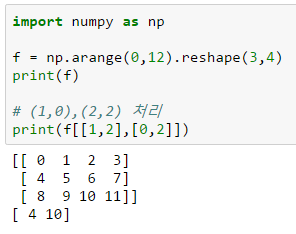 import numpy as np
f = np.arange(0,12).reshape(3,4)
print(f)
# (1,0),(2,2) 처리
print(f[[1,2],[0,2]])
[[ 0  1  2  3]
 [ 4  5  6  7]
 [ 8  9 10 11]]
[ 4 10]